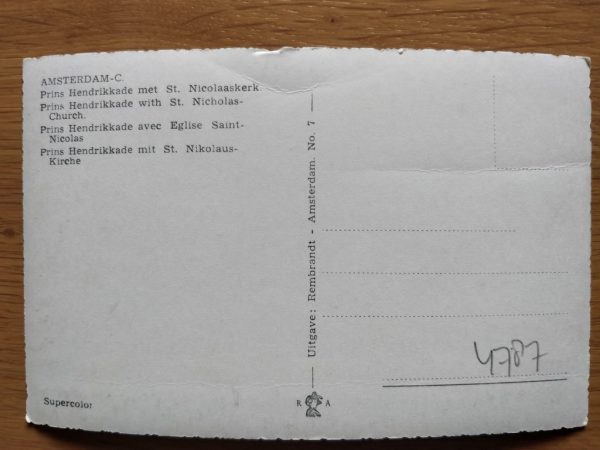 AMSTERDAM-C.
Prins Hendrikkade met St. Nicolaaskerk.
Prins Hendrikkade with St. Nicholas-
Church.
Prins Hendrikkade avec Eglise Saint-
Nicolas
Prins Hendrikkade mit St. Nikolaus-
Kirche
Uitgave: Rembrandt - Amsterdam. No. 7
4787
Supercolor
R A